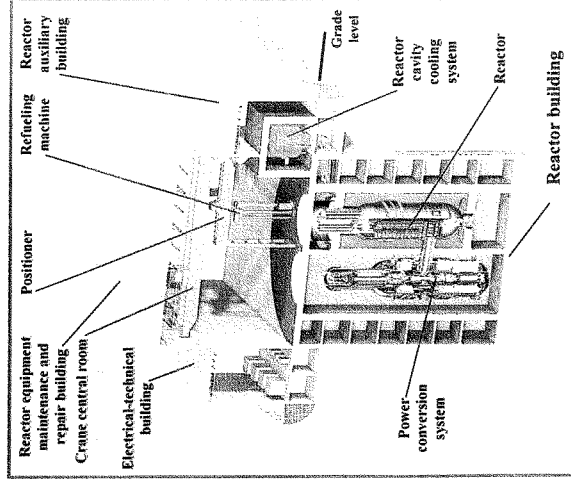 Reactor equipment
maintenance and
repair building
Crane central room
Electrical-technical
building
Positioner
Refueling
machine
Reactor
auxiliary
building
Grade
level
Reactor
cavity
cooling
system
Reactor
Power-
conversion
system
Reactor building